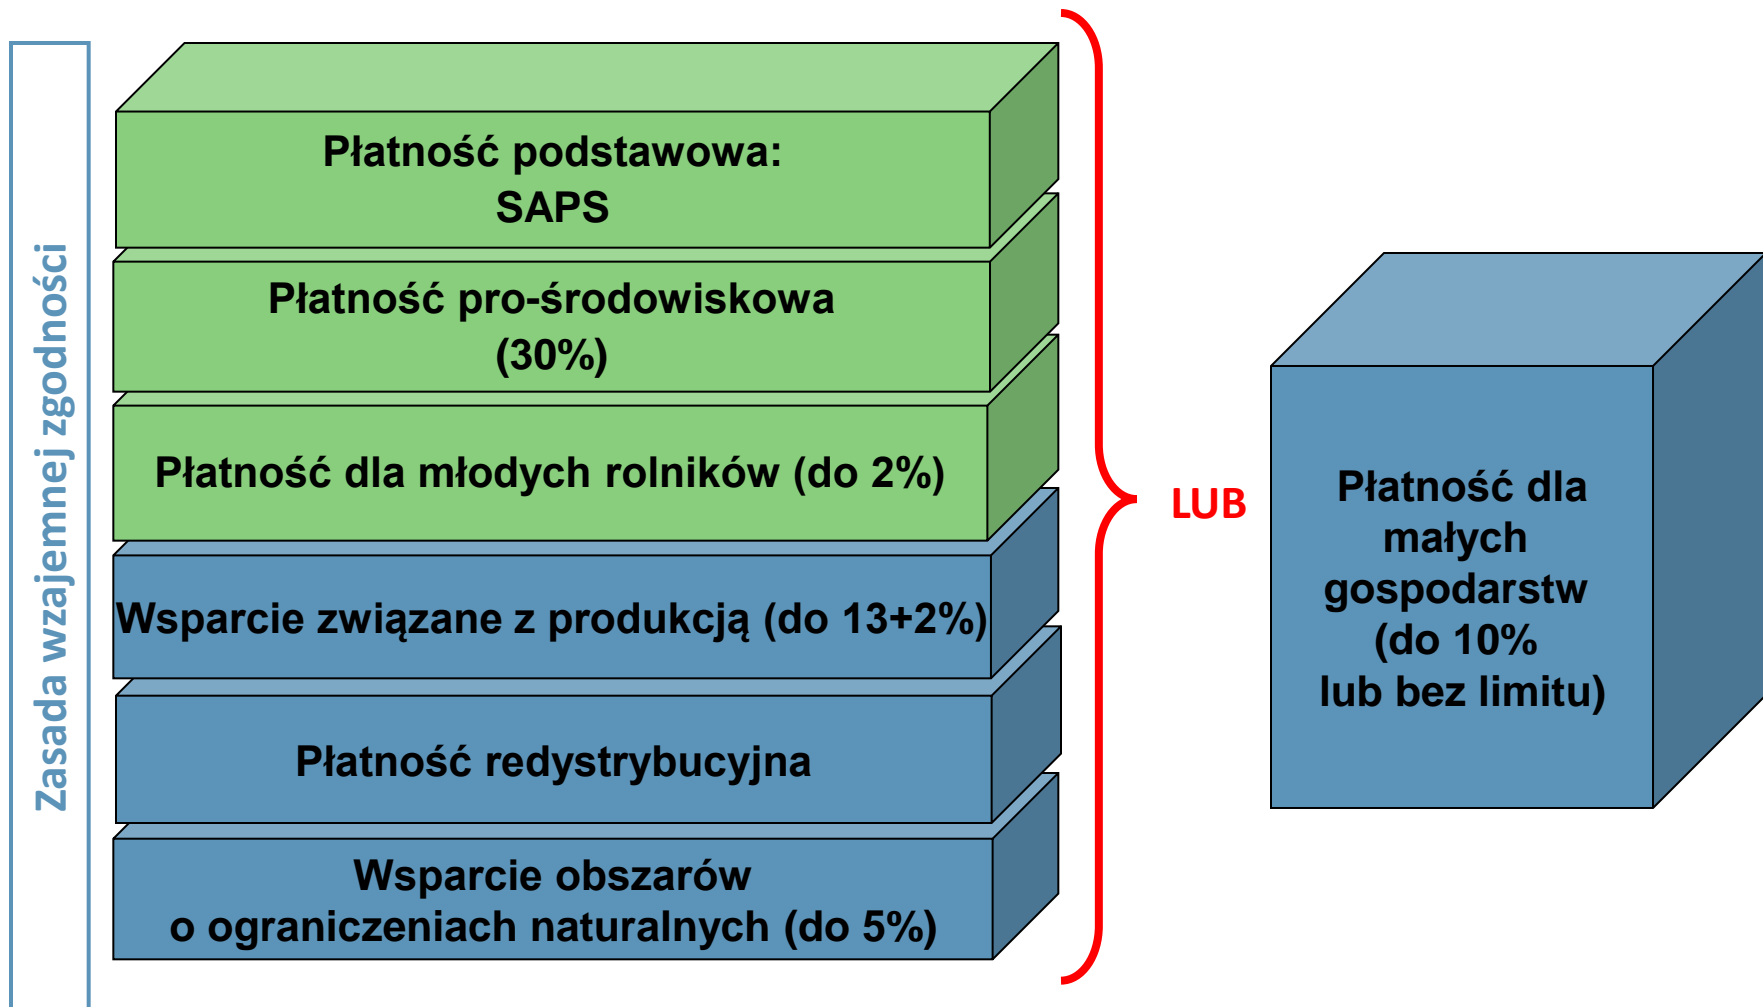 Zasada wzajemnej zgodności
Płatność podstawowa:
SAPS
Płatność pro-środowiskowa
(30%)
Płatność dla młodych rolników (do 2%)
Wsparcie związane z produkcją (do 13+2%)
Płatność redystrybucyjna
Wsparcie obszarów
o ograniczeniach naturalnych (do 5%)
LUB
Płatność dla
małych
gospodarstw
(do 10%
lub bez limitu)